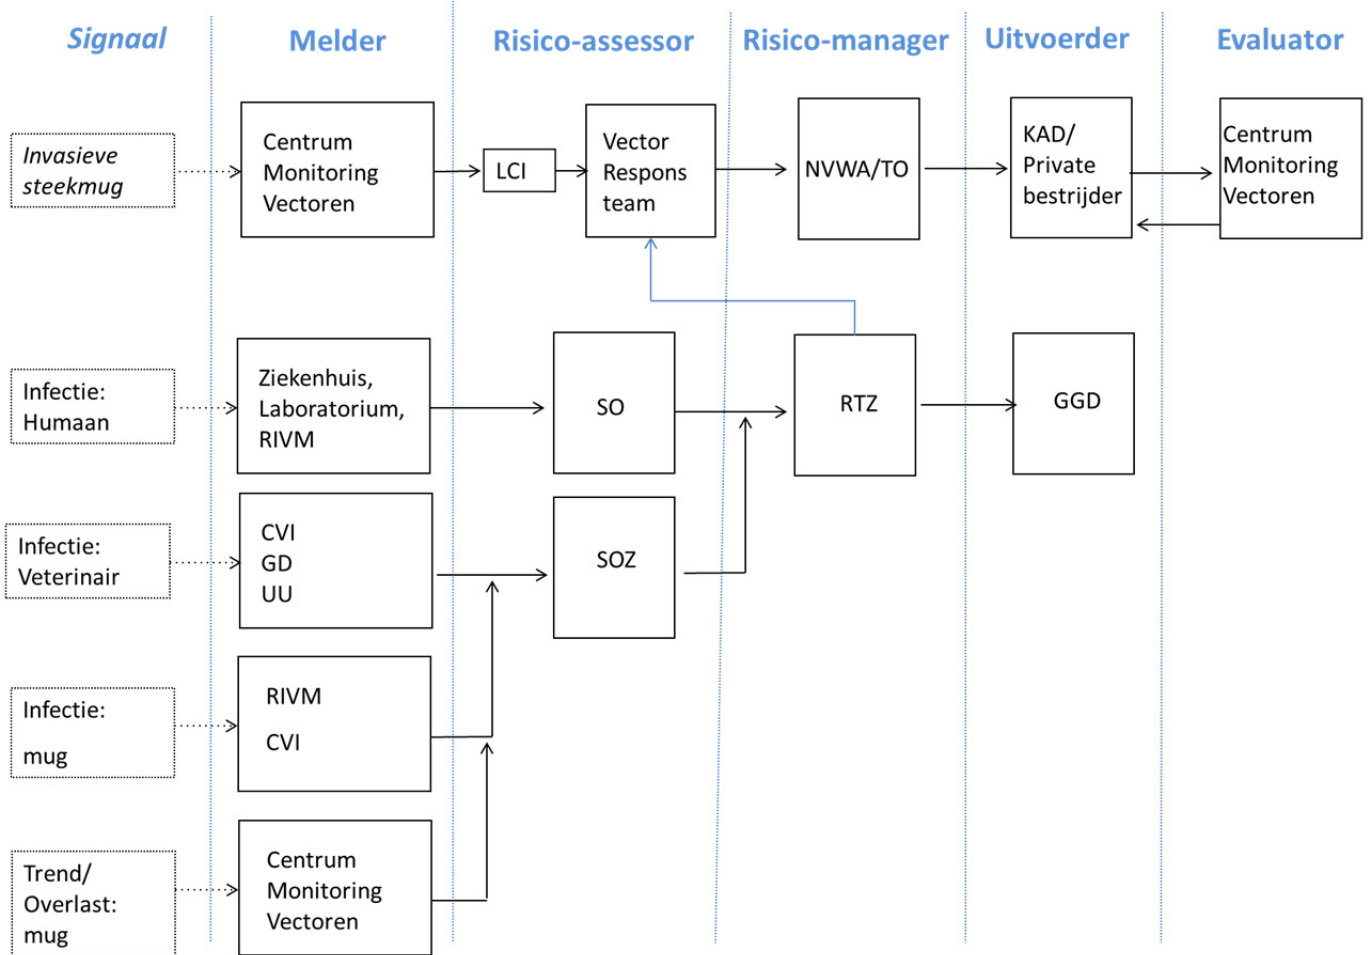 Signaal
Melder
Risico-assessor
Risico-manager
Uitvoerder
Evaluator
Invasieve
steekmug
Centrum
Monitoring
Vectoren
LCI
Vector
Respons
team
NVWA/TO
KAD/
Private
bestrijder
Centrum
Monitoring
Vectoren
Infectie:
Humaan
Ziekenhuis,
Laboratorium,
RIVM
SO
RTZ
GGD
Infectie:
Veterinair
CVI
GD
UU
SOZ
Infectie:
mug
RIVM
CVI
Trend/
Overlast:
mug
Centrum
Monitoring
Vectoren